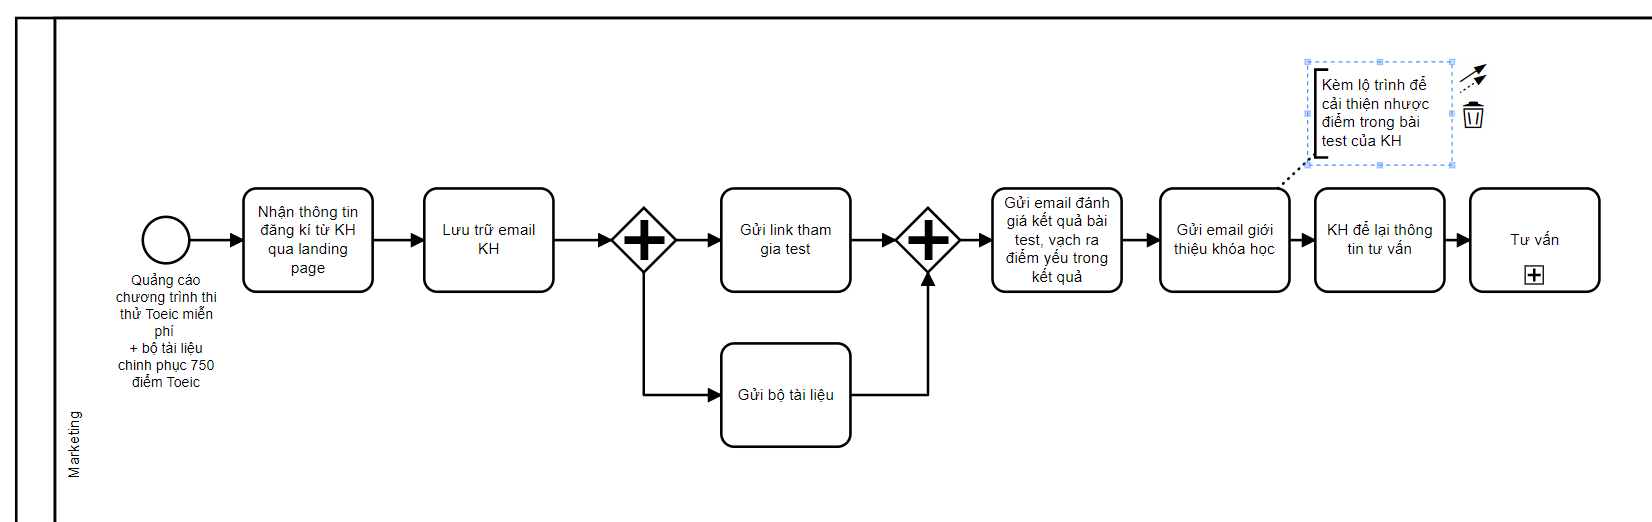 Kèm lộ trình để
cải thiện nhược
điểm trong bài
test của KH
Nhận thông tin
đăng kí từ KH
qua landing
page
Lưu trữ email
KH
Gửi link tham
gia test
Gửi email đánh
giá kết quả bài
test, vạch ra
điểm yếu trong
kết quả
Gửi email giới
thiệu khóa học
KH để lại thông
tin tư vấn
Tư vấn
Quảng cáo
chương trình thi
thử Toeic miễn
phí
+ bộ tài liệu
chinh phục 750
điểm Toeic
Gửi bộ tài liệu
Marketing